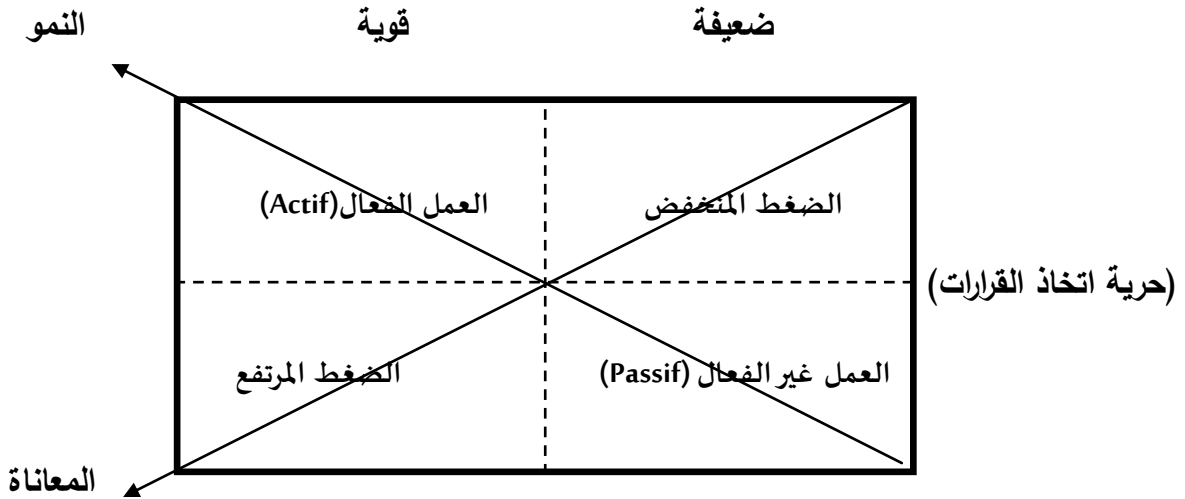 ضعيفة
قوية
النمو
الضغط المنخفض
العمل الفعال(Actif)
(حرية اتخاذ القرارات)
العمل غير الفعال (Passif)
الضغط المرتفع
المعاناة